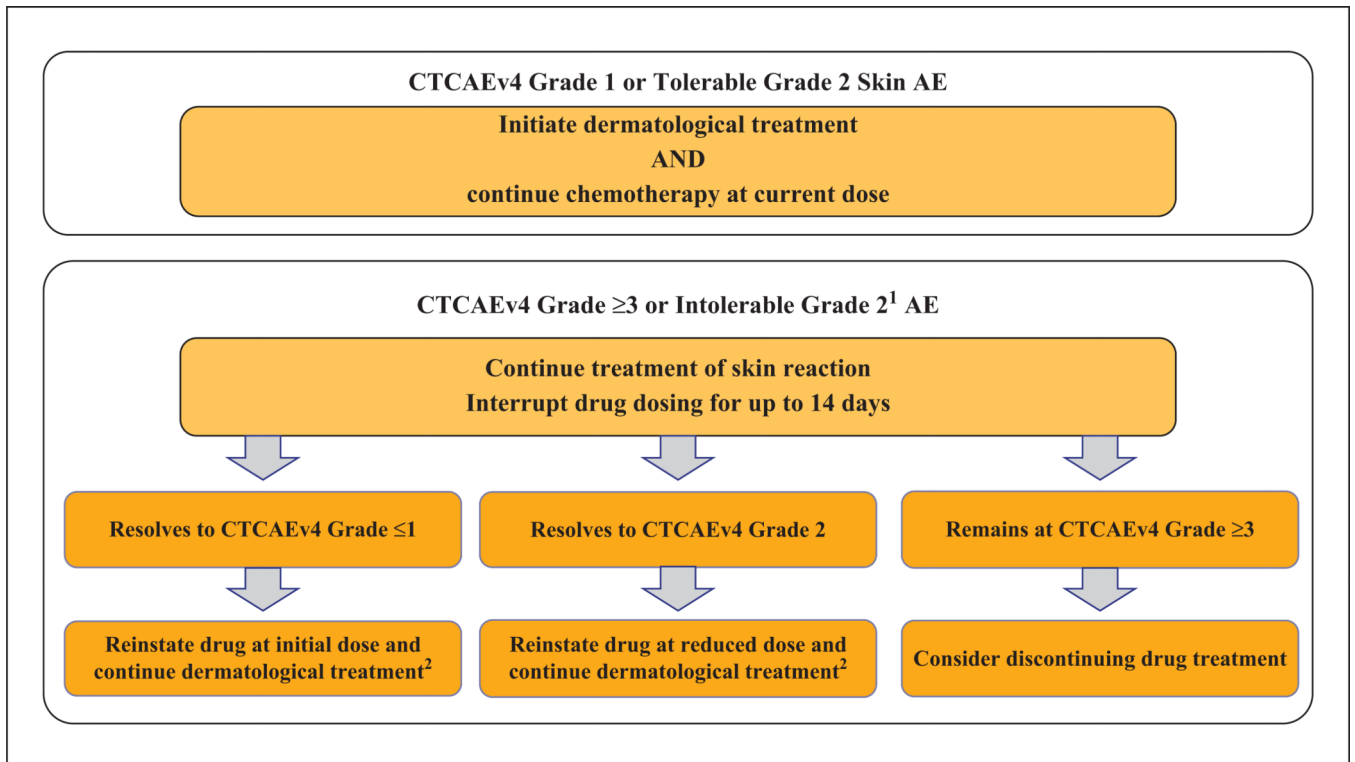 CTCAEv4 Grade 1 or Tolerable Grade 2 Skin AE
Initiate dermatological treatment
AND
continue chemotherapy at current dose
CTCAEv4 Grade ≥3 or Intolerable Grade 2¹ AE
Continue treatment of skin reaction
Interrupt drug dosing for up to 14 days
Resolves to CTCAEv4 Grade ≤1
Resolves to CTCAEv4 Grade 2
Remains at CTCAEv4 Grade ≥3
Reinstate drug at initial dose and
continue dermatological treatment²
Reinstate drug at reduced dose and
continue dermatological treatment²
Consider discontinuing drug treatment